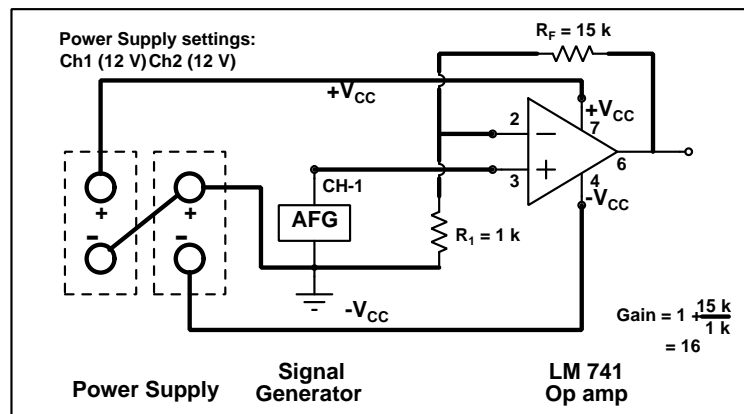 R_F = 15 k
Power Supply settings:
Ch1 (12 V) Ch2 (12 V)
+V_CC
+V_CC
2
7
−
6
+
3
CH-1
4
-V_CC
AFG
R_1 = 1 k
+
+
-
-
-V_CC
Gain = 1 + 15 k
1 k
= 16
Power Supply
Signal
Generator
LM 741
Op amp